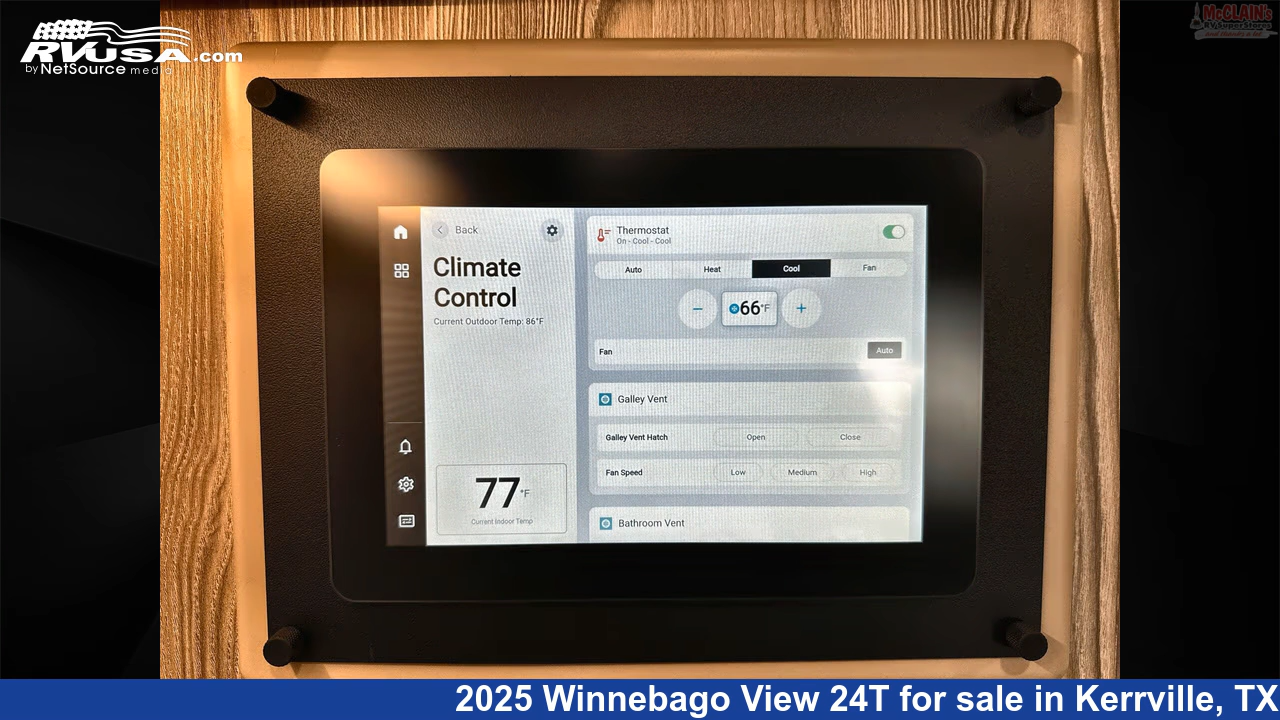 RVUSA.com
by NetSource media
McCLAIN'S
RV SuperStores
Back
Climate
Control
Current Outdoor Temp: 86°F
77°F
Current Indoor Temp
Thermostat
On - Cool - Cool
Auto Heat Cool Fan
− 66°F +
Fan Auto
Galley Vent
Galley Vent Hatch Open Close
Fan Speed Low Medium High
Bathroom Vent
2025 Winnebago View 24T for sale in Kerrville, TX